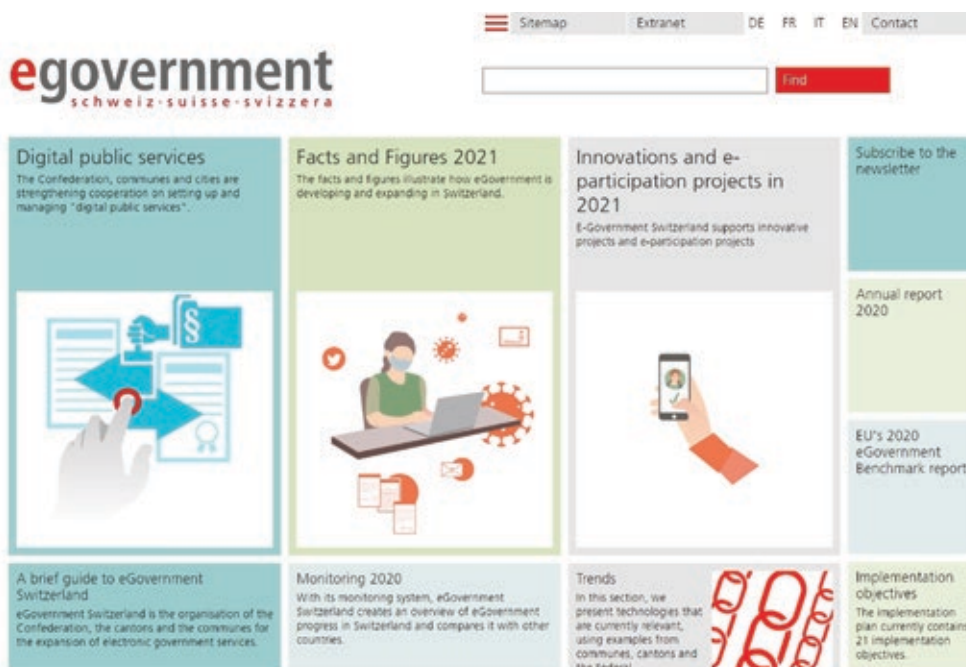 Sitemap
Extranet
DE FR IT EN
Contact
egovernment
schweiz·suisse·svizzera
Find
Digital public services
The Confederation, communes and cities are
strengthening cooperation on setting up and
managing "digital public services".
Facts and Figures 2021
The facts and figures illustrate how eGovernment is
developing and expanding in Switzerland.
Innovations and e-
participation projects in
2021
E-Government Switzerland supports innovative
projects and e-participation projects
Subscribe to the
newsletter
§
Annual report
2020
EU's 2020
eGovernment
Benchmark report
A brief guide to eGovernment
Switzerland
eGovernment Switzerland is the organisation of the
Confederation, the cantons and the communes for
the expansion of electronic government services.
Monitoring 2020
With its monitoring system, eGovernment
Switzerland creates an overview of eGovernment
progress in Switzerland and compares it with other
countries.
Trends
In this section, we
present technologies that
are currently relevant,
using examples from
communes, cantons and
the Federal
Implementation
objectives
The implementation
plan currently contains
21 implementation
objectives.